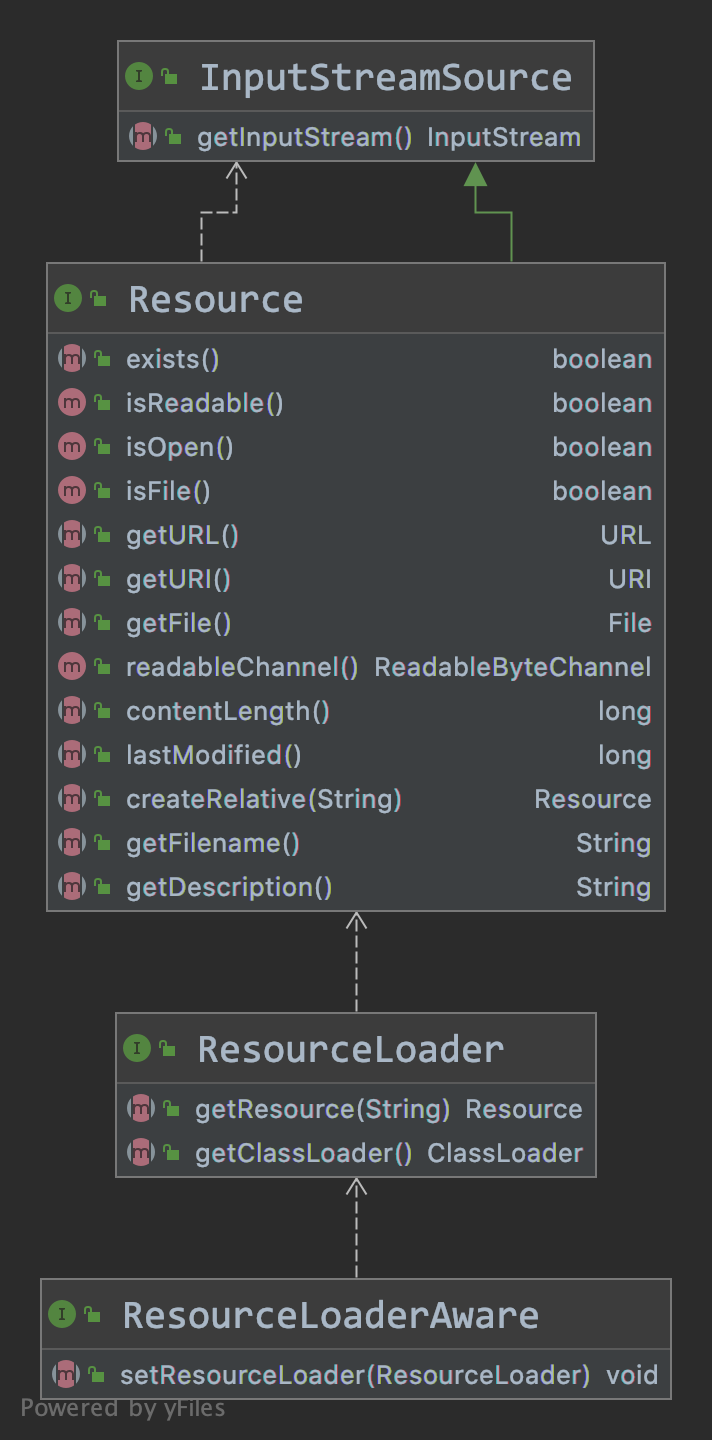 InputStreamSource
getInputStream() InputStream
Resource
exists() boolean
isReadable() boolean
isOpen() boolean
isFile() boolean
getURL() URL
getURI() URI
getFile() File
readableChannel() ReadableByteChannel
contentLength() long
lastModified() long
createRelative(String) Resource
getFilename() String
getDescription() String
ResourceLoader
getResource(String) Resource
getClassLoader() ClassLoader
ResourceLoaderAware
setResourceLoader(ResourceLoader) void
Powered by yFiles